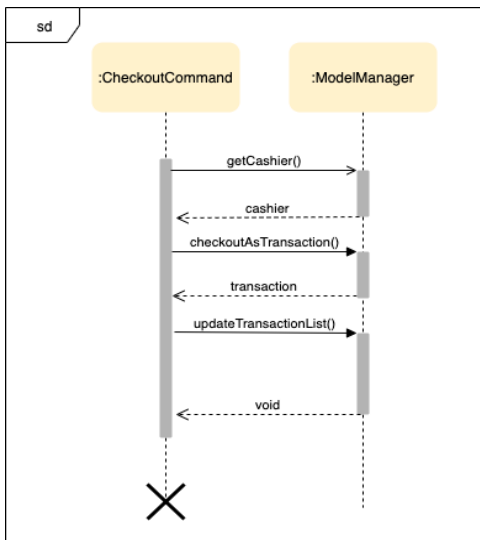 sd
:CheckoutCommand
:ModelManager
getCashier()
cashier
checkoutAsTransaction()
transaction
updateTransactionList()
void